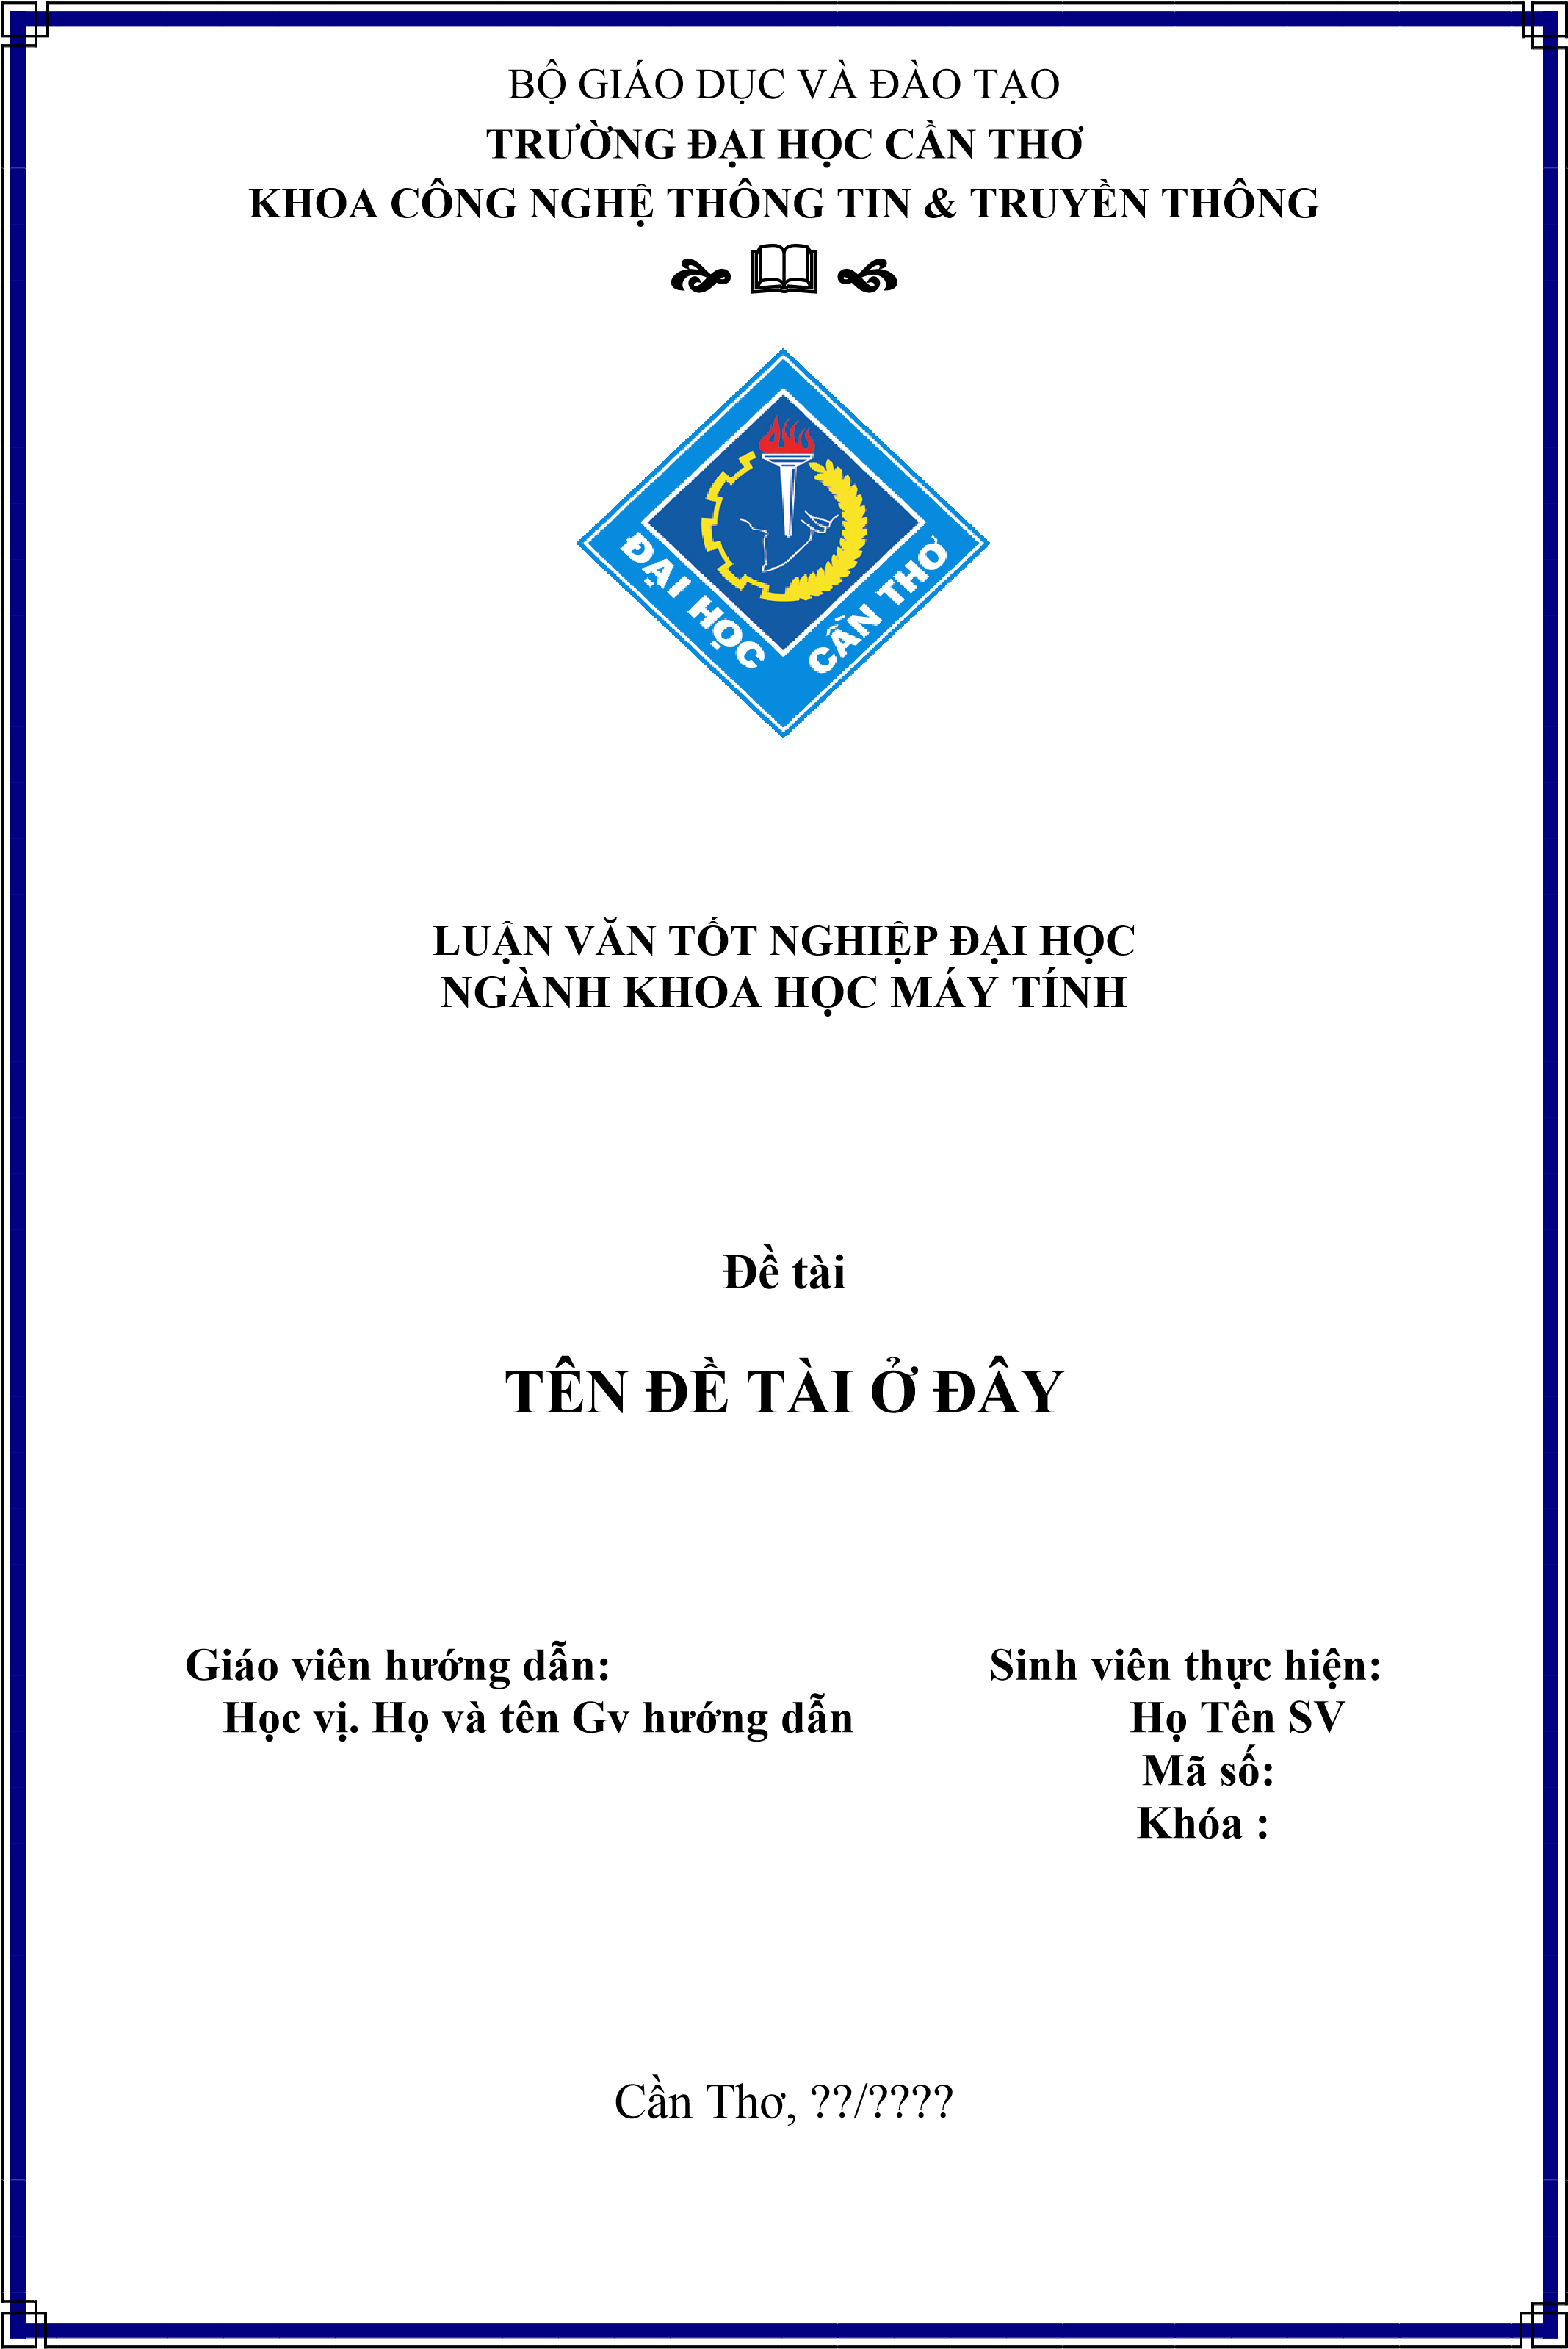 BỘ GIÁO DỤC VÀ ĐÀO TẠO
TRƯỜNG ĐẠI HỌC CẦN THƠ
KHOA CÔNG NGHỆ THÔNG TIN & TRUYỀN THÔNG
ĐẠI HỌC CẦN THƠ
LUẬN VĂN TỐT NGHIỆP ĐẠI HỌC
NGÀNH KHOA HỌC MÁY TÍNH
Đề tài
TÊN ĐỀ TÀI Ở ĐÂY
Giáo viên hướng dẫn:
Học vị. Họ và tên Gv hướng dẫn
Sinh viên thực hiện:
Họ Tên SV
Mã số:
Khóa :
Cần Thơ, ??/????